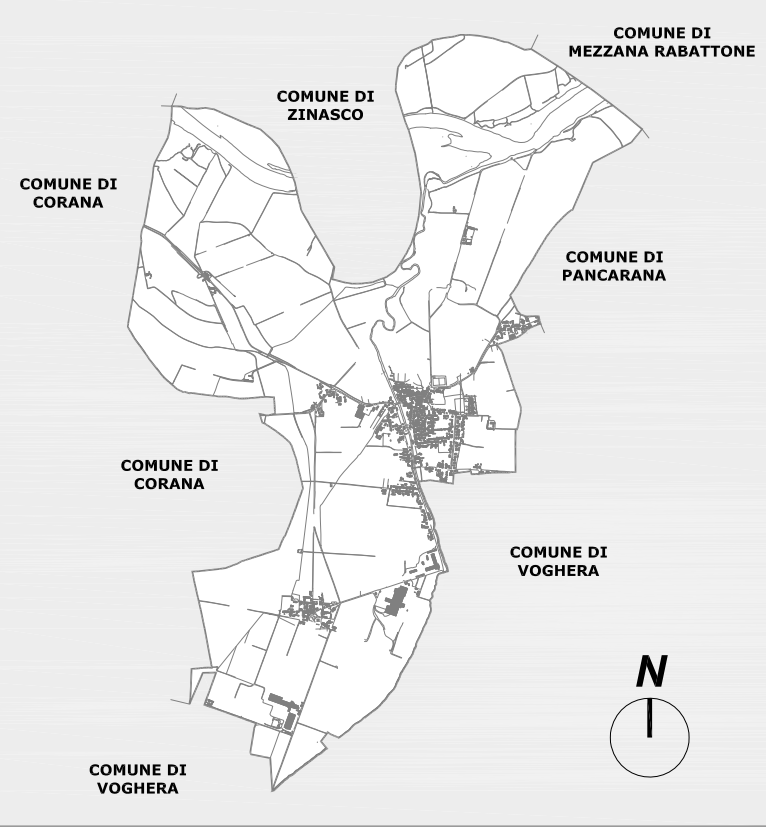 COMUNE DI
MEZZANA RABATTONE
COMUNE DI
ZINASCO
COMUNE DI
CORANA
COMUNE DI
PANCARANA
COMUNE DI
CORANA
COMUNE DI
VOGHERA
N
COMUNE DI
VOGHERA